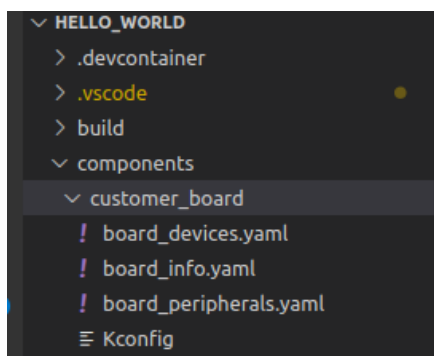 HELLO_WORLD
.devcontainer
.vscode
build
components
customer_board
! board_devices.yaml
! board_info.yaml
! board_peripherals.yaml
Kconfig